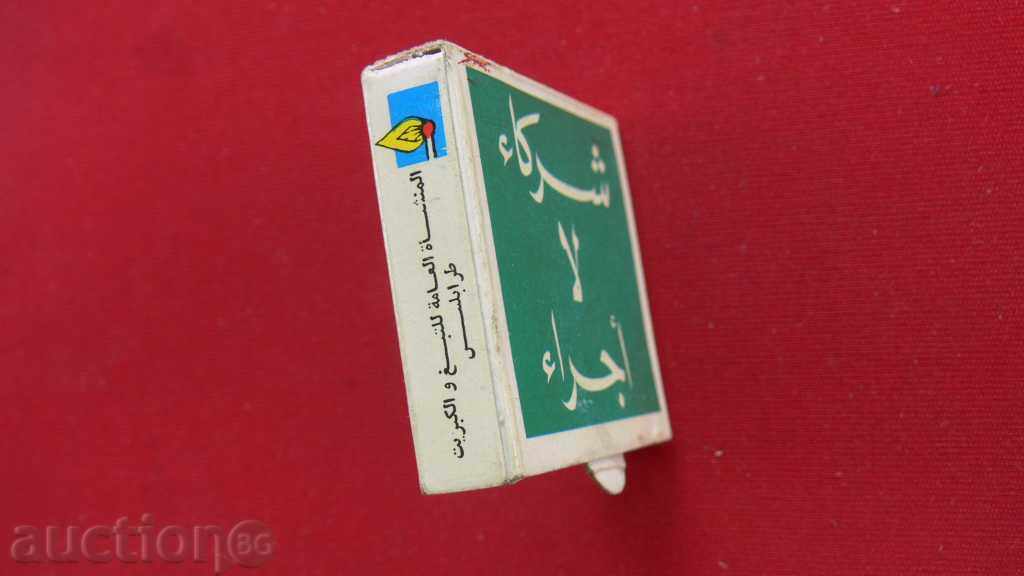 شركاء
لا
أجراء
المنشأة العامة للتبغ و الكبريت
طرابلس
auction BG